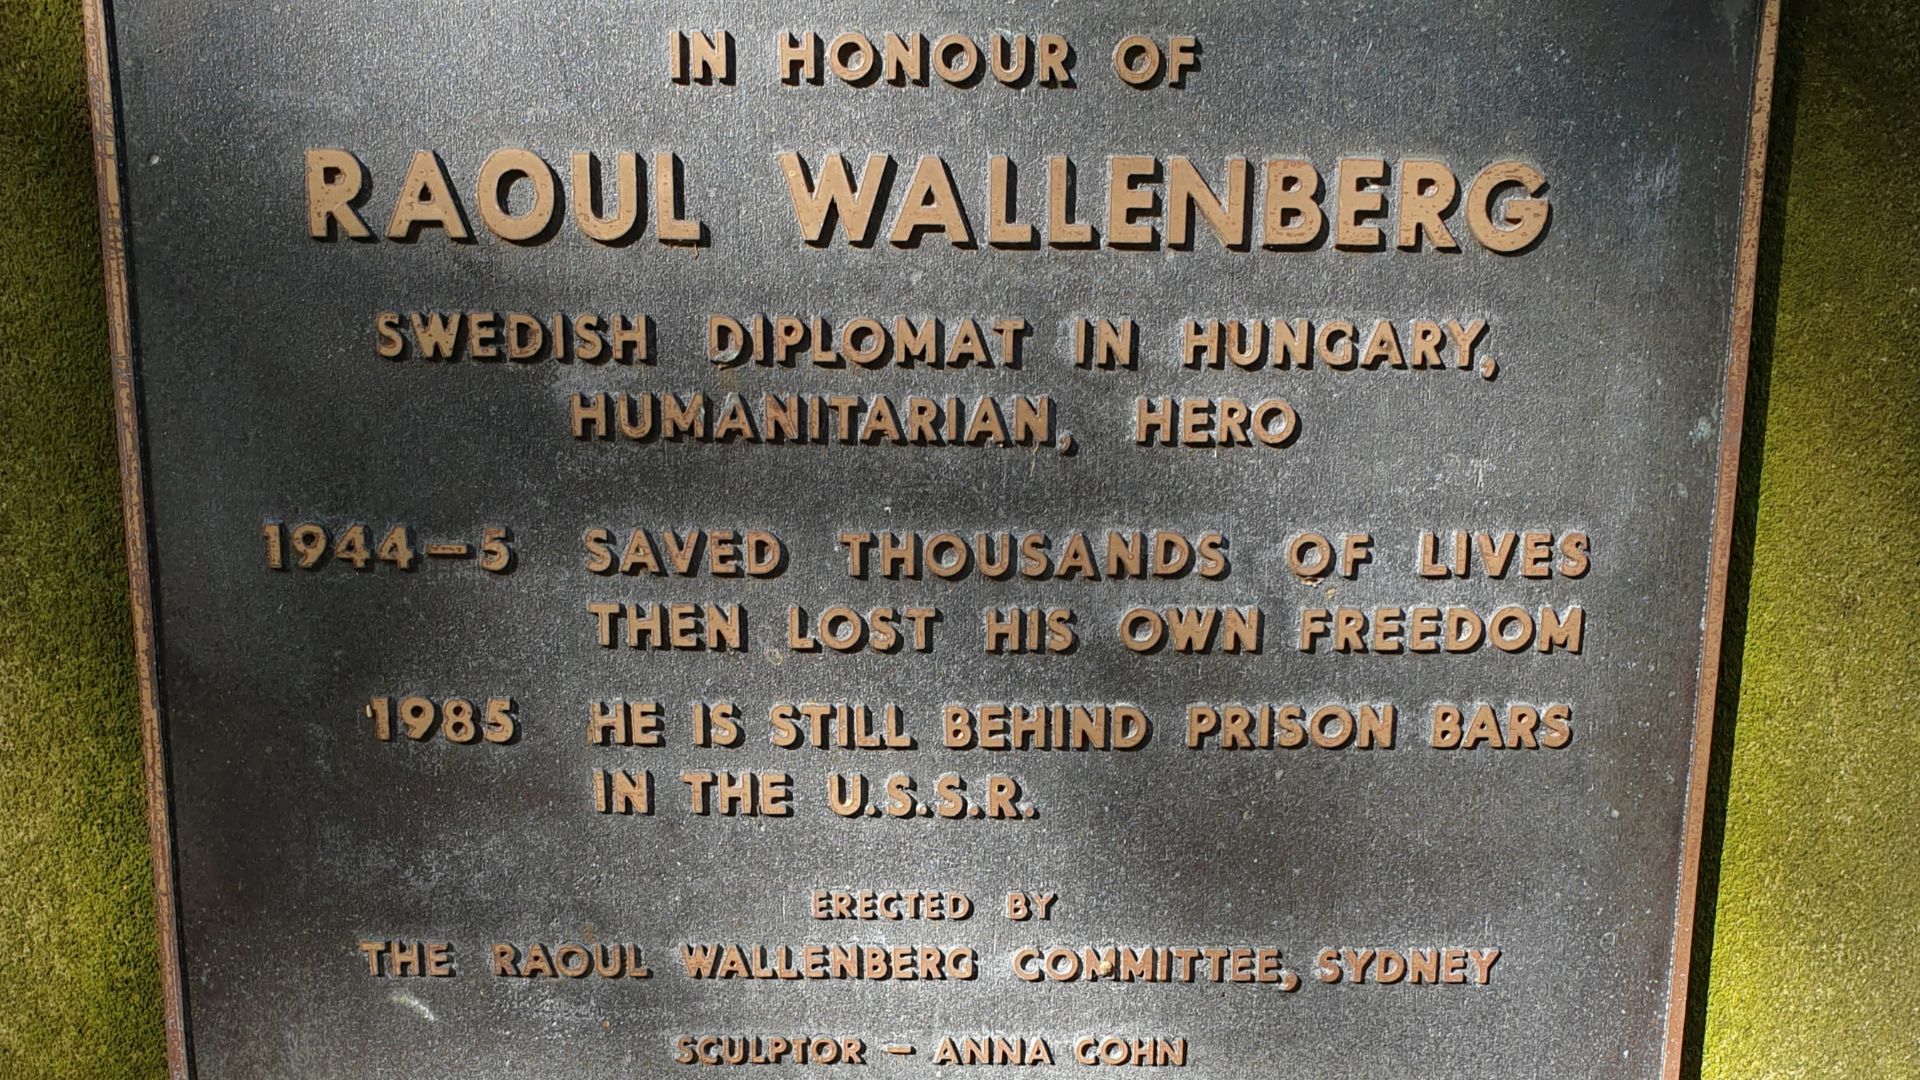 IN HONOUR OF
RAOUL WALLENBERG
SWEDISH DIPLOMAT IN HUNGARY,
HUMANITARIAN, HERO
1944–5 SAVED THOUSANDS OF LIVES
THEN LOST HIS OWN FREEDOM
1985 HE IS STILL BEHIND PRISON BARS
IN THE U.S.S.R.
ERECTED BY
THE RAOUL WALLENBERG COMMITTEE, SYDNEY
SCULPTOR – ANNA COHN